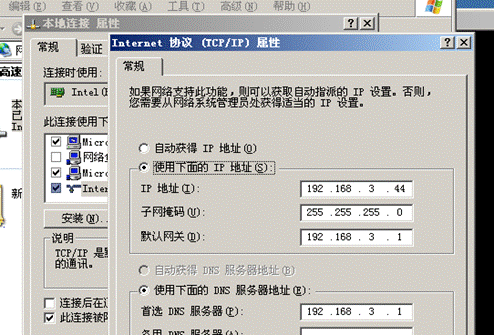 编辑(E) 查看(V) 收藏(A) 工具(T) 高级(N) 帮助(H)
本地连接 属性
常规 验证
连接时使用:
Intel(
此连接使用下
Micro
网络
Micro
Inter
安装(N)..
说明
TCP/IP 是
的通讯。
连接后在
此连接被
Internet 协议 (TCP/IP) 属性
常规
如果网络支持此功能，则可以获取自动指派的 IP 设置。否则，
您需要从网络系统管理员处获得适当的 IP 设置。
自动获得 IP 地址(O)
使用下面的 IP 地址(S):
IP 地址(I): 192 .168 . 3 . 44
子网掩码(U): 255 .255 .255 . 0
默认网关(D): 192 .168 . 3 . 1
自动获得 DNS 服务器地址(B)
使用下面的 DNS 服务器地址(E):
首选 DNS 服务器(P): 192 .168 . 3 . 1